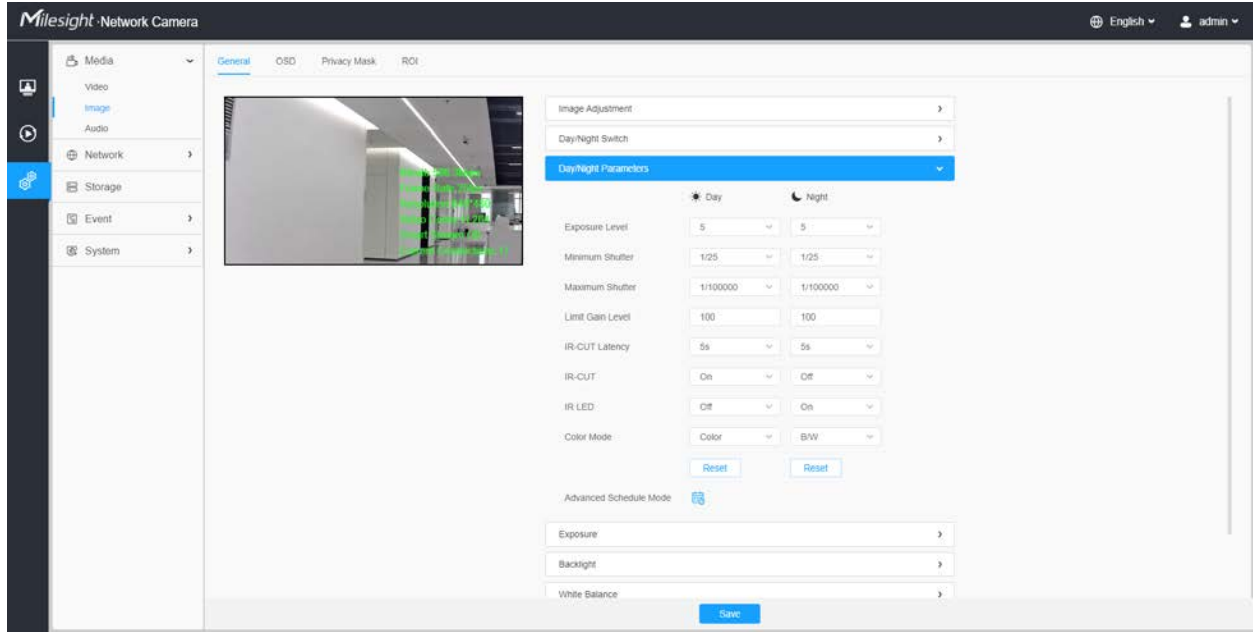 Milesight ·Network Camera
English
admin
Media
Video
Image
Audio
Network
Storage
Event
System
General OSD Privacy Mask ROI
Image Adjustment
Day/Night Switch
Day/Night Parameters
Day Night
Exposure Level 5 5
Minimum Shutter 1/25 1/25
Maximum Shutter 1/100000 1/100000
Limit Gain Level 100 100
IR-CUT Latency 5s 5s
IR-CUT On Off
IR LED Off On
Color Mode Color B/W
Reset Reset
Advanced Schedule Mode
Exposure
Backlight
White Balance
Save